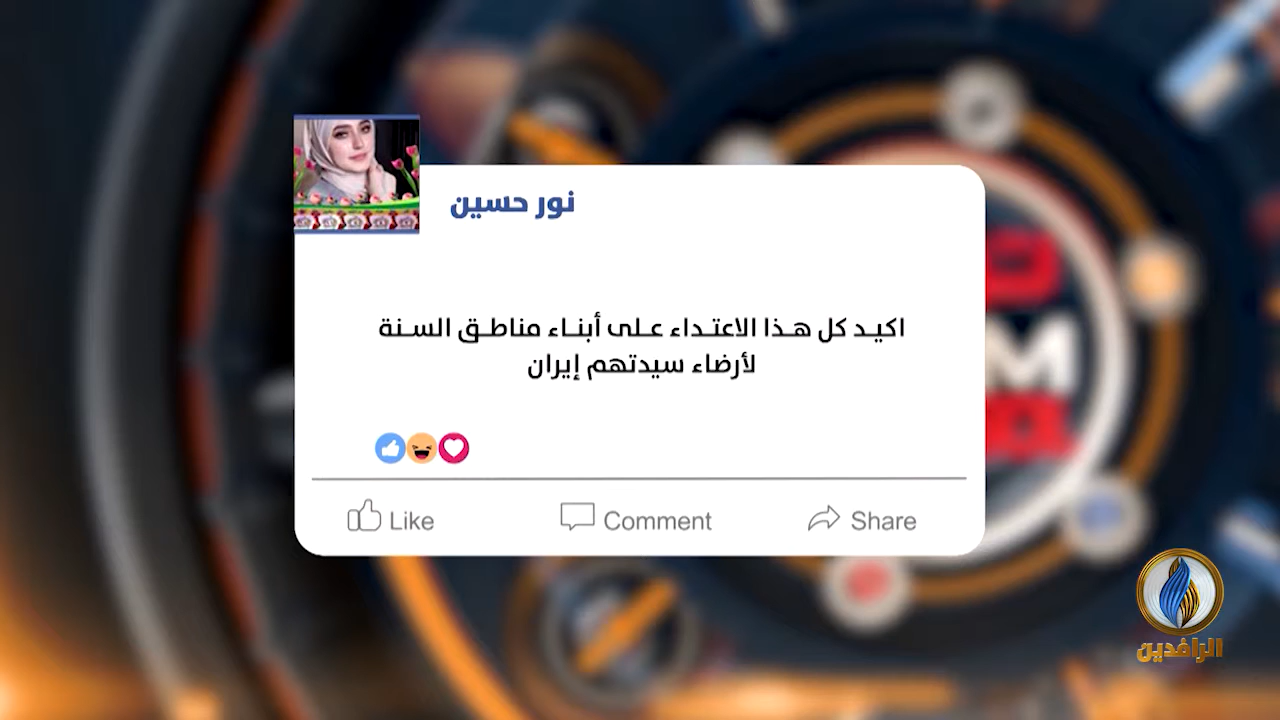 نور حسين
اكيد كل هذا الاعتداء على أبناء مناطق السنة
لأرضاء سيدتهم إيران
Like
Comment
Share
الرافدين